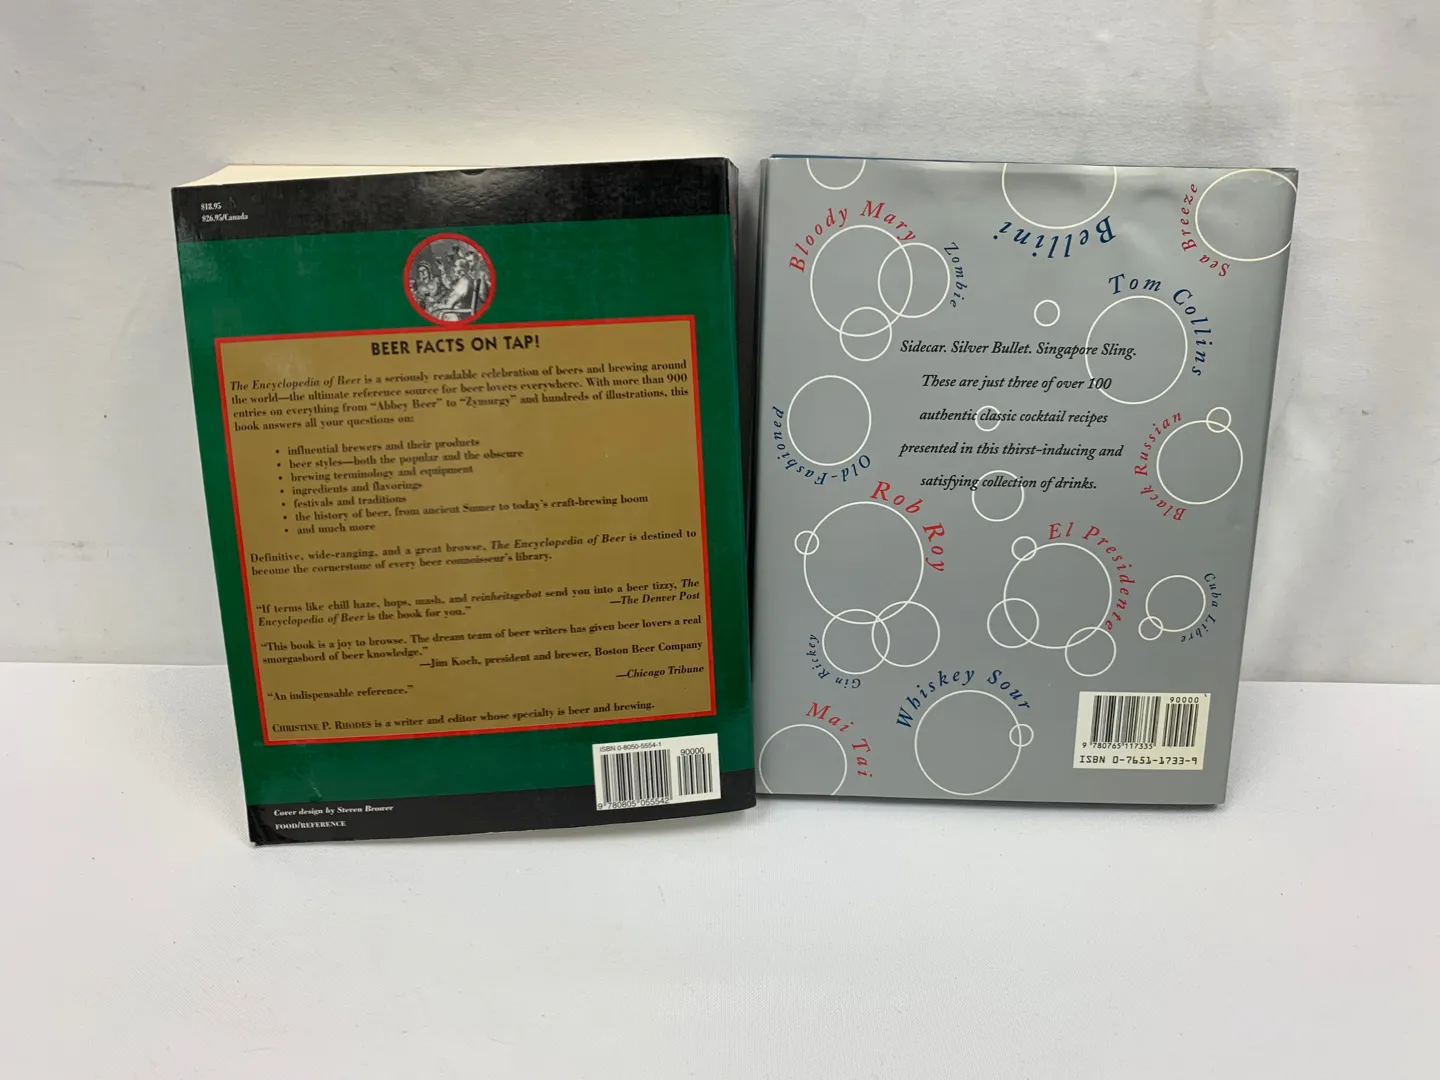 $18.95
$26.95/Canada
BEER FACTS ON TAP!
The Encyclopedia of Beer is a seriously readable celebration of beers and brewing around
the world—the ultimate reference source for beer lovers everywhere. With more than 900
entries on everything from “Abbey Beer” to “Zymurgy” and hundreds of illustrations, this
book answers all your questions on:
• influential brewers and their products
• beer styles—both the popular and the obscure
• brewing terminology and equipment
• ingredients and flavorings
• festivals and traditions
• the history of beer, from ancient Sumer to today's craft-brewing boom
• and much more
Definitive, wide-ranging, and a great browse, The Encyclopedia of Beer is destined to
become the cornerstone of every beer connoisseur's library.
“If terms like chill haze, hops, mash, and reinheitsgebot send you into a beer tizzy, The
Encyclopedia of Beer is the book for you.”
—The Denver Post
“This book is a joy to browse. The dream team of beer writers has given beer lovers a real
smorgasbord of beer knowledge.”
—Jim Koch, president and brewer, Boston Beer Company
“An indispensable reference.”
—Chicago Tribune
CHRISTINE P. RHODES is a writer and editor whose specialty is beer and brewing.
ISBN 0-8050-5554-1
90000
9 780805 055542
Cover design by Steven Brower
FOOD/REFERENCE
Bloody Mary
Zombie
Bellini
Sea Breeze
Tom Collins
Sidecar. Silver Bullet. Singapore Sling.
These are just three of over 100
authentic classic cocktail recipes
presented in this thirst-inducing and
satisfying collection of drinks.
Old-Fashioned
Black Russian
Rob Roy
El Presidente
Cuba Libre
Gin Rickey
Whiskey Sour
Mai Tai
90000
9 780765 117335
ISBN 0-7651-1733-9